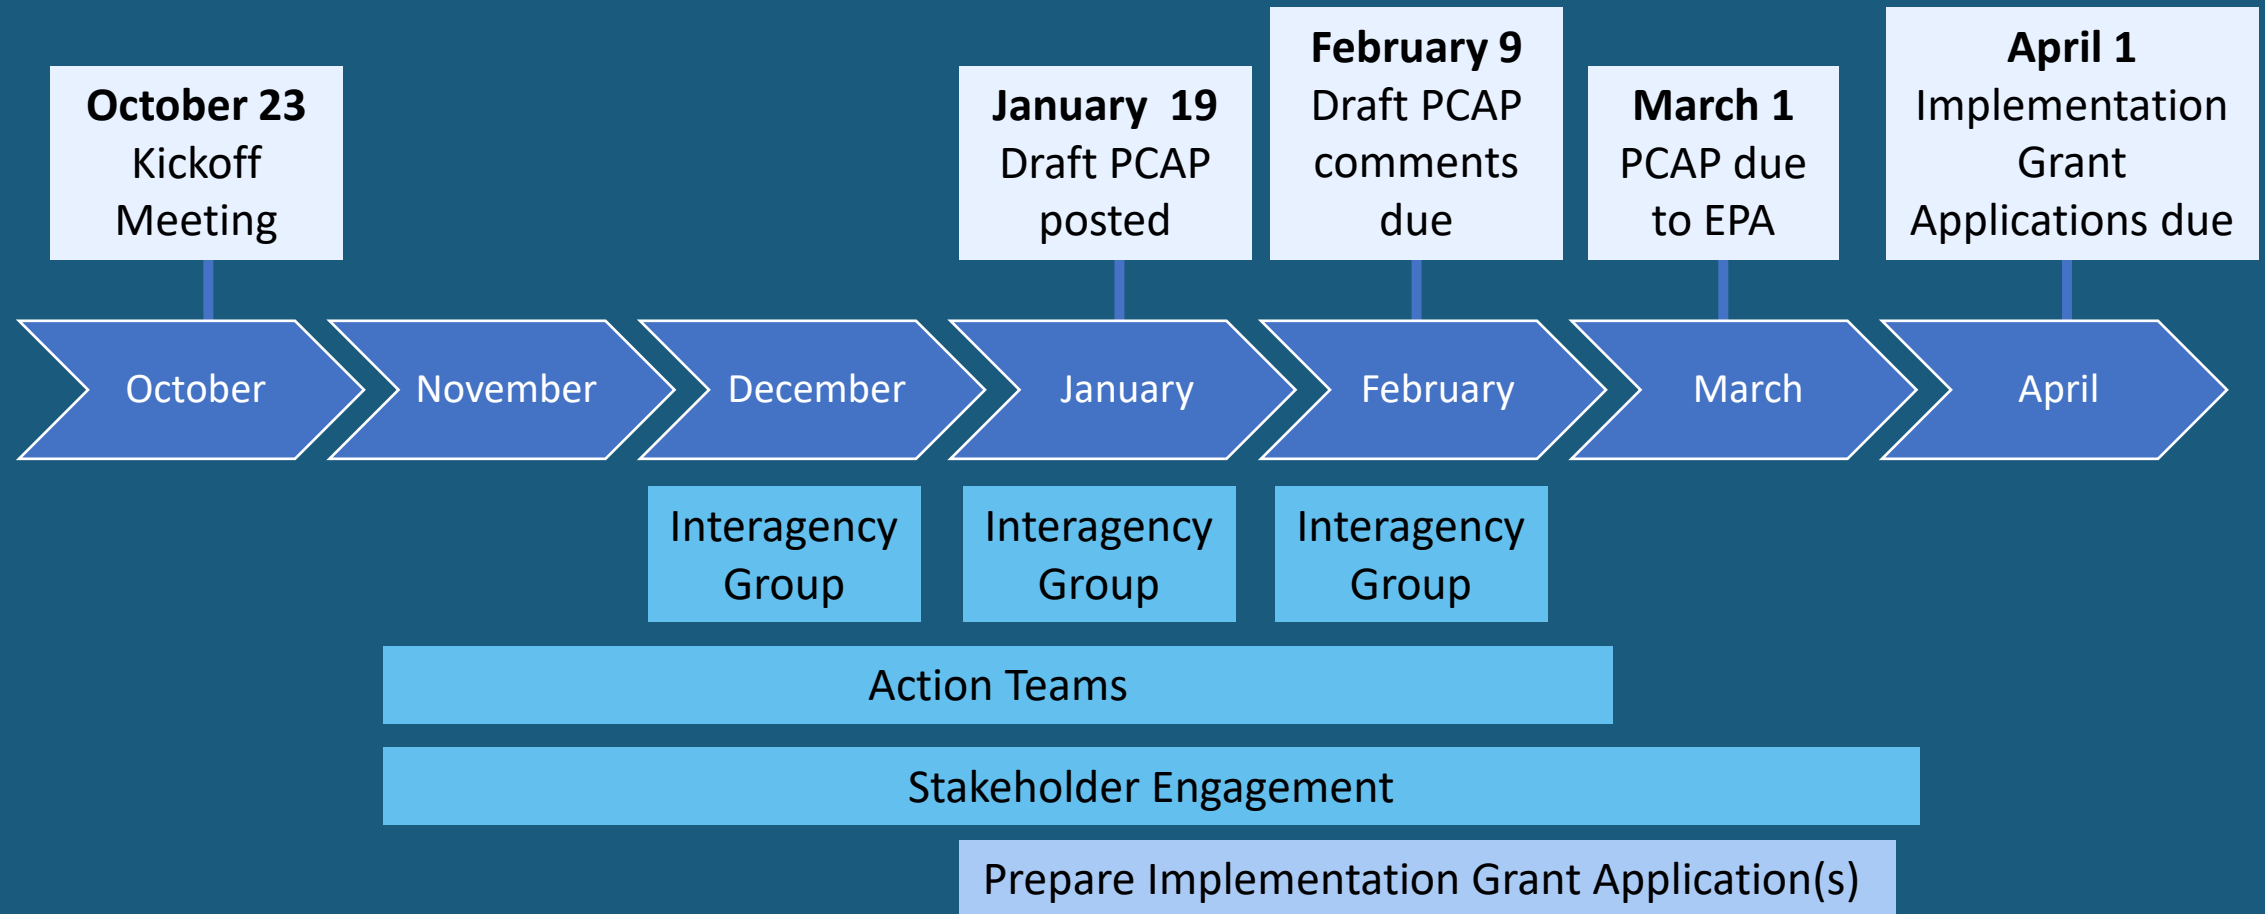 October 23
Kickoff
Meeting
January 19
Draft PCAP
posted
February 9
Draft PCAP
comments
due
March 1
PCAP due
to EPA
April 1
Implementation
Grant
Applications due
October
November
December
January
February
March
April
Interagency
Group
Interagency
Group
Interagency
Group
Action Teams
Stakeholder Engagement
Prepare Implementation Grant Application(s)